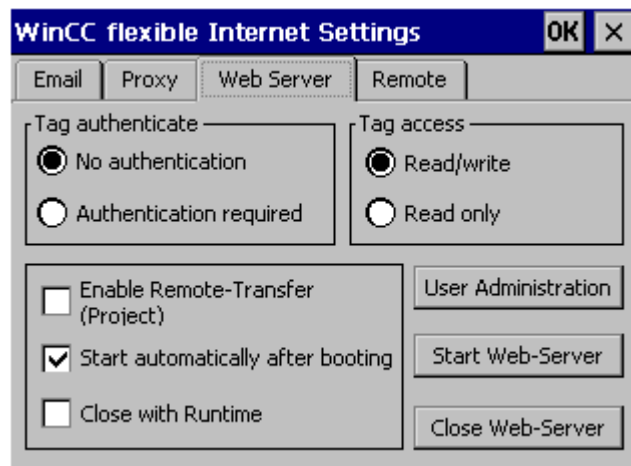 WinCC flexible Internet Settings OK ×
Email Proxy Web Server Remote
Tag authenticate
No authentication
Authentication required
Tag access
Read/write
Read only
Enable Remote-Transfer
(Project)
Start automatically after booting
Close with Runtime
User Administration
Start Web-Server
Close Web-Server